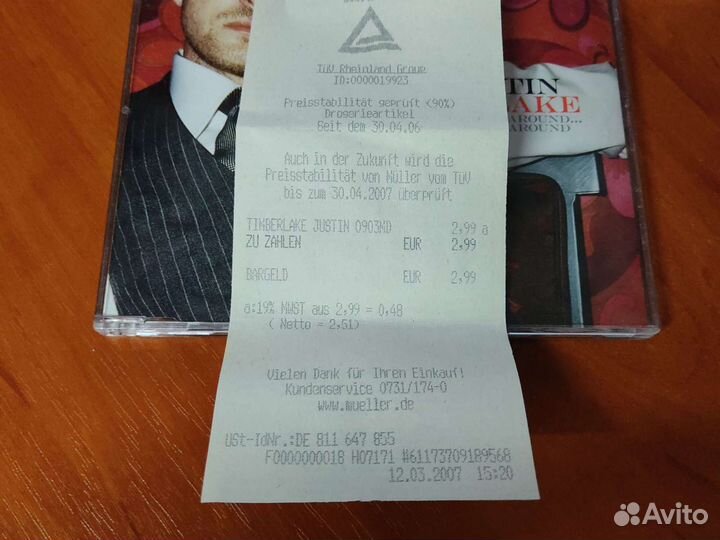 TÜV Rheinland Group
ID:0000019923
Preisstabilität geprüft (90%)
Drogerieartikel
Seit dem 30.04.06
Auch in der Zukunft wird die
Preisstabilität von Müller vom TÜV
bis zum 30.04.2007 überprüft
TIMBERLAKE JUSTIN 0903MD 2,99 a
ZU ZAHLEN EUR 2,99
BARGELD EUR 2,99
a:19% MWST aus 2,99 = 0,48
( Netto = 2,51)
Vielen Dank für Ihren Einkauf!
Kundenservice 0731/174-0
www.mueller.de
USt-IdNr.:DE 811 647 855
F0000000018 H07171 #61173709189568
12.03.2007 15:20
TIN
LAKE
AROUND...
AROUND
Avito